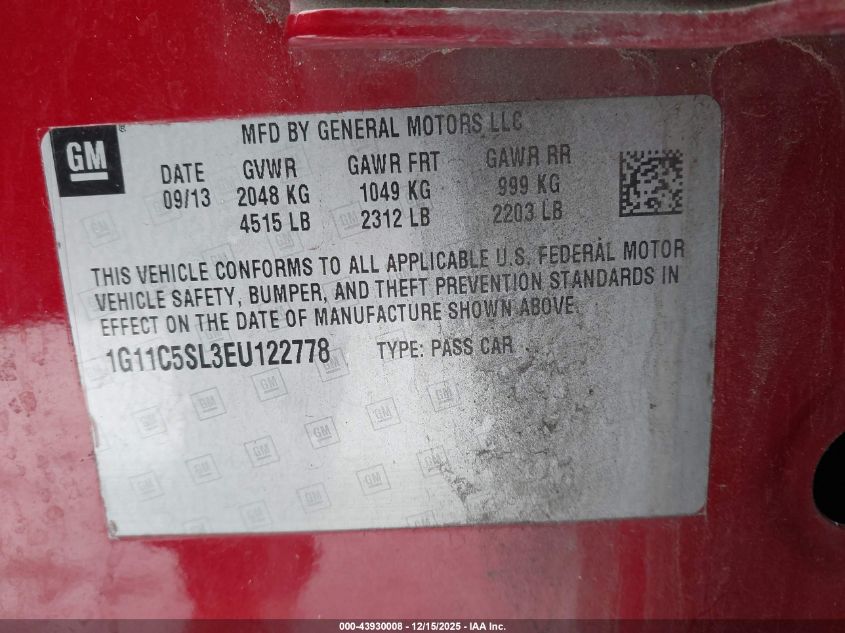 MFD BY GENERAL MOTORS LLC
GM®
DATE GVWR GAWR FRT GAWR RR
09/13 2048 KG 1049 KG 999 KG
4515 LB 2312 LB 2203 LB
THIS VEHICLE CONFORMS TO ALL APPLICABLE U.S. FEDERAL MOTOR
VEHICLE SAFETY, BUMPER, AND THEFT PREVENTION STANDARDS IN
EFFECT ON THE DATE OF MANUFACTURE SHOWN ABOVE.
1G11C5SL3EU122778 TYPE: PASS CAR
000-43930008 - 12/15/2025 - IAA Inc.